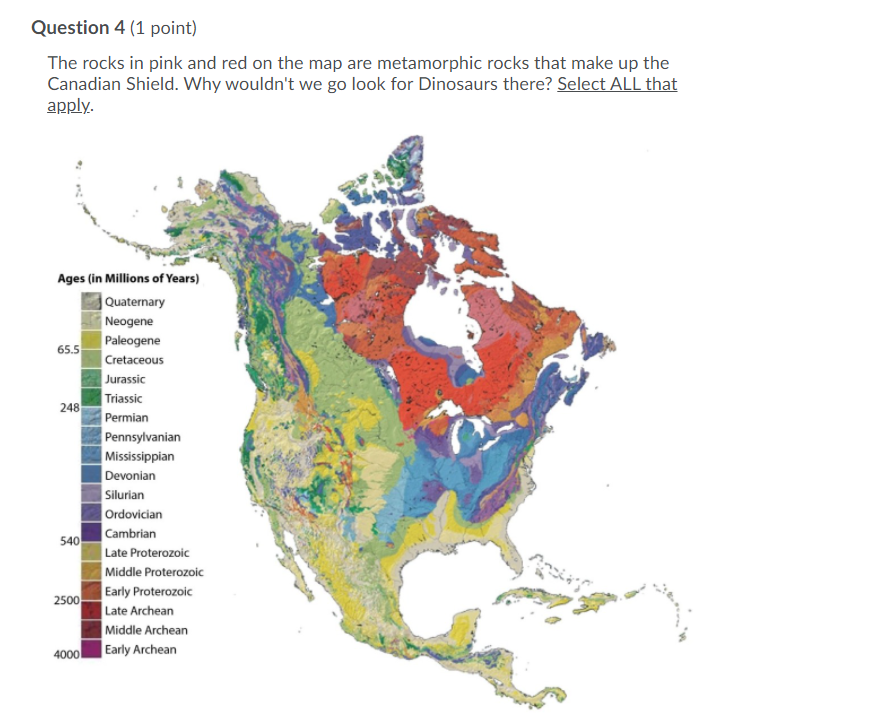 Question 4 (1 point)
The rocks in pink and red on the map are metamorphic rocks that make up the
Canadian Shield. Why wouldn't we go look for Dinosaurs there? Select ALL that
apply.
Ages (in Millions of Years)
Quaternary
Neogene
Paleogene
65.5
Cretaceous
Jurassic
Triassic
248
Permian
Pennsylvanian
Mississippian
Devonian
Silurian
Ordovician
Cambrian
540
Late Proterozoic
Middle Proterozoic
Early Proterozoic
2500
Late Archean
Middle Archean
Early Archean
4000